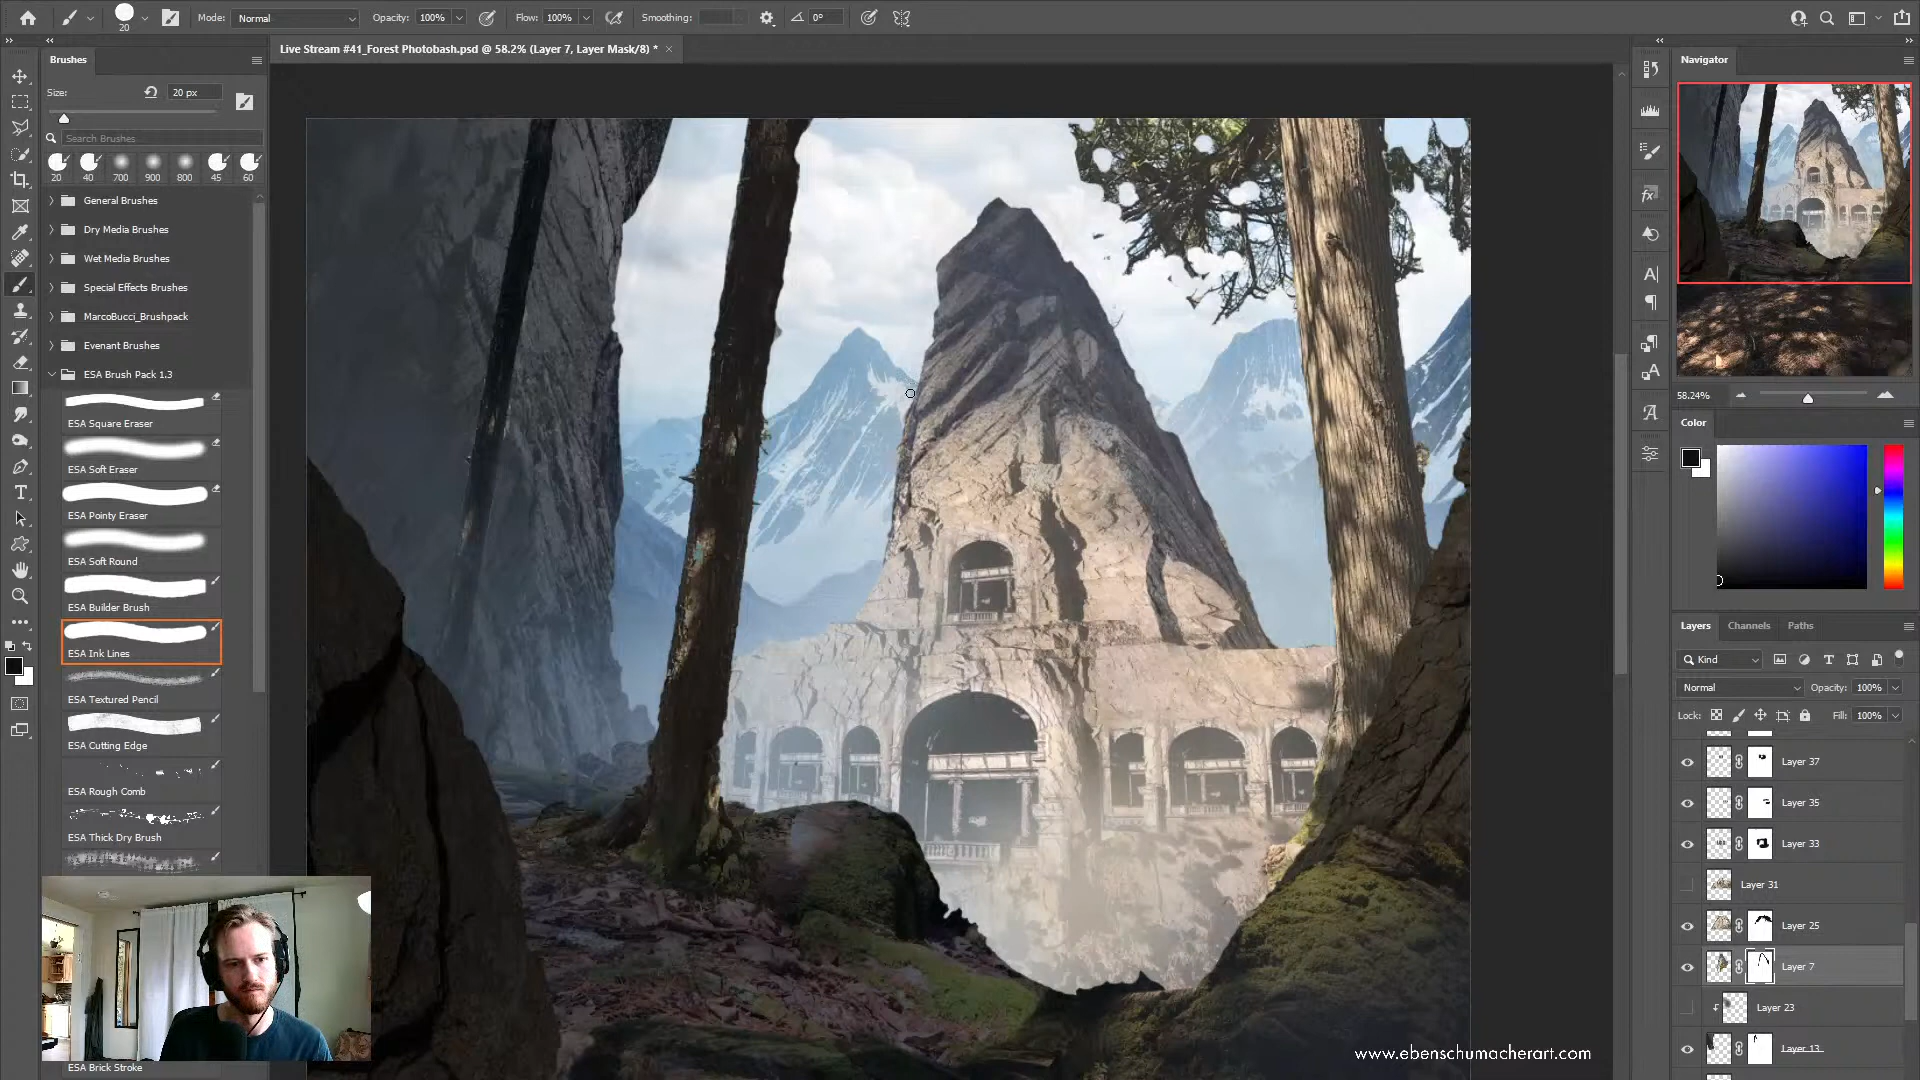 20
Mode: Normal
Opacity: 100%
Flow: 100%
Smoothing:
0°
Live Stream #41_Forest Photobash.psd @ 58.2% (Layer 7, Layer Mask/8) *
Brushes
Size: 20 px
Search Brushes
20 40 700 900 800 45 60
General Brushes
Dry Media Brushes
Wet Media Brushes
Special Effects Brushes
MarcoBucci_Brushpack
Evenant Brushes
ESA Brush Pack 1.3
ESA Square Eraser
ESA Soft Eraser
ESA Pointy Eraser
ESA Soft Round
ESA Builder Brush
ESA Ink Lines
ESA Textured Pencil
ESA Cutting Edge
ESA Rough Comb
ESA Thick Dry Brush
ESA Brick Stroke
Navigator
58.24%
Color
Layers Channels Paths
Kind
Normal Opacity: 100%
Lock: Fill: 100%
Layer 37
Layer 35
Layer 33
Layer 31
Layer 25
Layer 7
Layer 23
Layer 13
www.ebenschumacherart.com